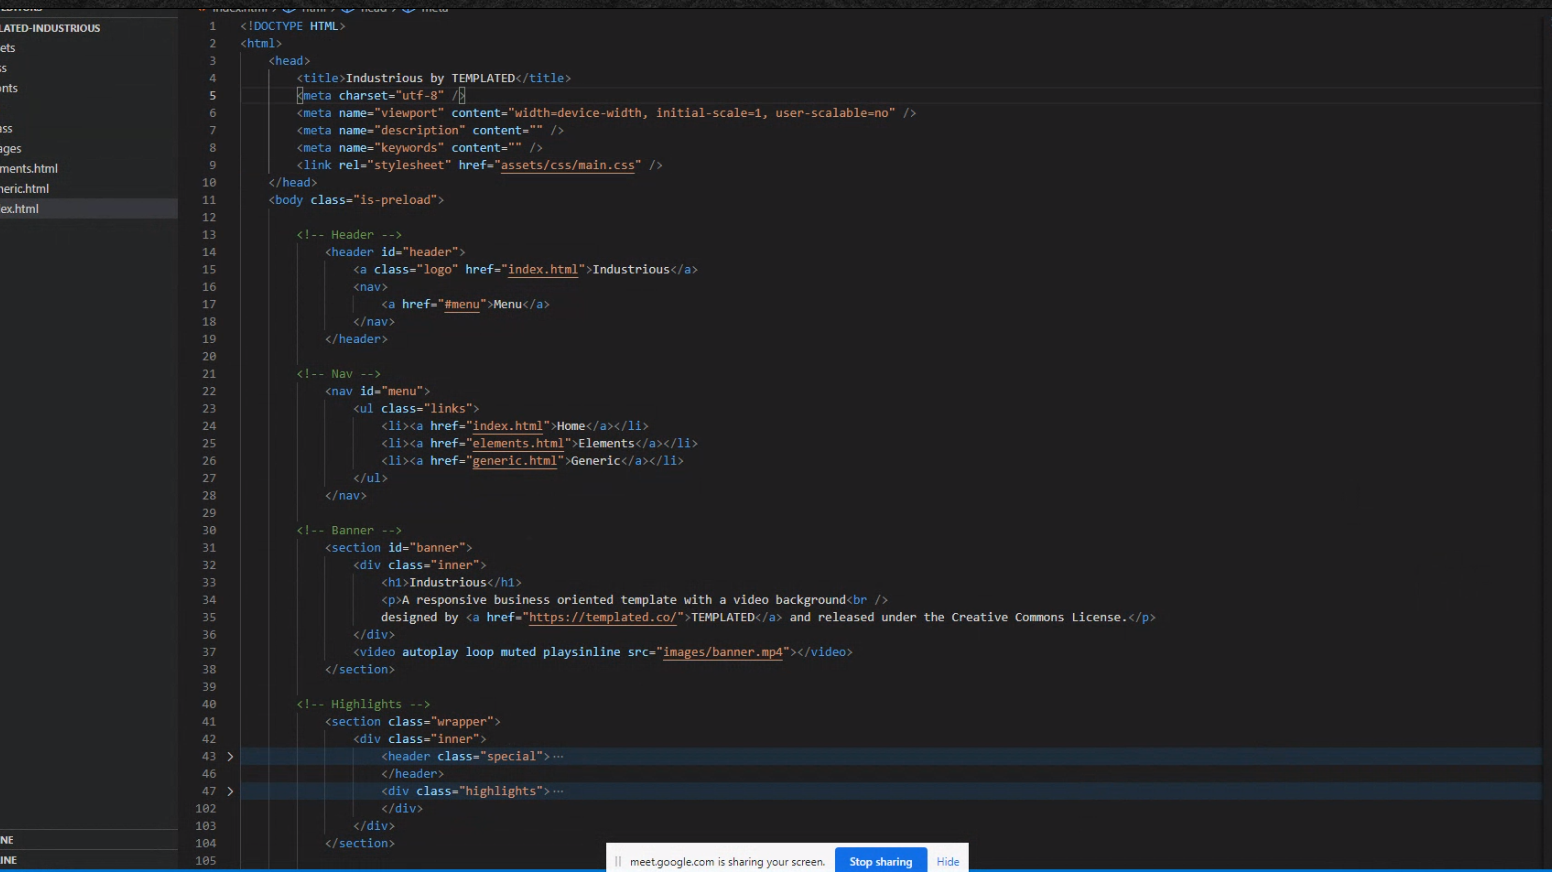 index.html html head meta
LATED-INDUSTRIOUS
ets
ss
onts
ass
ages
ments.html
neric.html
ex.html
NE
LINE
1 <!DOCTYPE HTML>
2 <html>
3 <head>
4 <title>Industrious by TEMPLATED</title>
5 <meta charset="utf-8" />
6 <meta name="viewport" content="width=device-width, initial-scale=1, user-scalable=no" />
7 <meta name="description" content="" />
8 <meta name="keywords" content="" />
9 <link rel="stylesheet" href="assets/css/main.css" />
10 </head>
11 <body class="is-preload">
12
13 <!-- Header -->
14 <header id="header">
15 <a class="logo" href="index.html">Industrious</a>
16 <nav>
17 <a href="#menu">Menu</a>
18 </nav>
19 </header>
20
21 <!-- Nav -->
22 <nav id="menu">
23 <ul class="links">
24 <li><a href="index.html">Home</a></li>
25 <li><a href="elements.html">Elements</a></li>
26 <li><a href="generic.html">Generic</a></li>
27 </ul>
28 </nav>
29
30 <!-- Banner -->
31 <section id="banner">
32 <div class="inner">
33 <h1>Industrious</h1>
34 <p>A responsive business oriented template with a video background<br />
35 designed by <a href="https://templated.co/">TEMPLATED</a> and released under the Creative Commons License.</p>
36 </div>
37 <video autoplay loop muted playsinline src="images/banner.mp4"></video>
38 </section>
39
40 <!-- Highlights -->
41 <section class="wrapper">
42 <div class="inner">
43 <header class="special">...
46 </header>
47 <div class="highlights">...
102 </div>
103 </div>
104 </section>
105
meet.google.com is sharing your screen. Stop sharing Hide